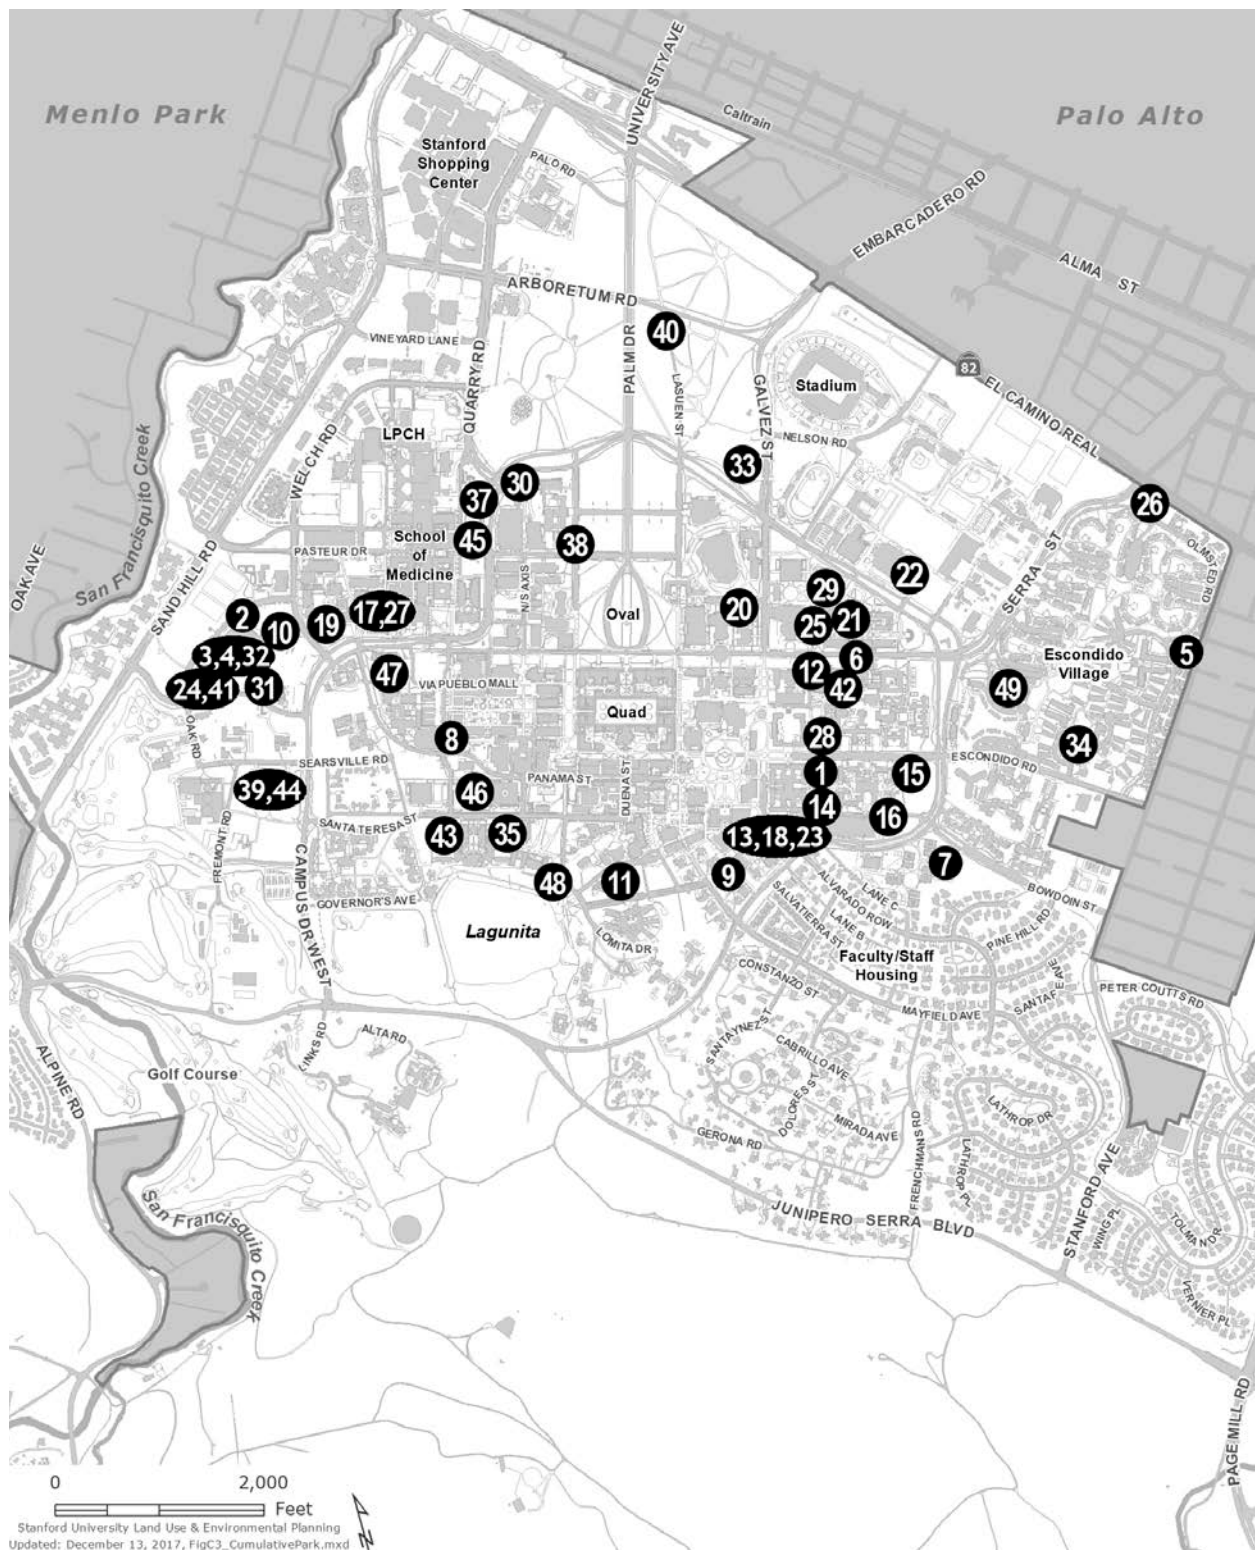 Menlo Park
Palo Alto
UNIVERSITY AVE
Caltrain
Stanford
Shopping
Center
PALO RD
EMBARCADERO RD
ALMA ST
ARBORETUM RD
40
PALM DR
VINEYARD LANE
QUARRY RD
LASUEN ST
GALVEZ ST
Stadium
82
EL CAMINO REAL
LPCH
WELCH RD
NELSON RD
San Francisquito Creek
33
30
37
26
School
of
Medicine
45
38
PASTEUR DR
N/S AXIS
OLMSTED RD
SERRA ST
OAK AVE
SAND HILL RD
22
29
2
10
19
17,27
Oval
20
25
21
3,4,32
24,41
31
47
VIA PUEBLO MALL
12
6
42
Escondido
Village
5
49
Quad
OAK RD
8
28
34
SEARSVILLE RD
ESCONDIDO RD
PANAMA ST
DUENA ST
1
15
39,44
46
14
16
FREMONT RD
SANTA TERESA ST
43
35
13,18,23
7
CAMPUS DR WEST
48
11
9
GOVERNOR'S AVE
BOWDOIN ST
LANE C
ALVARADO ROW
LANE B
SALVATIERRA ST
PINE HILL RD
Lagunita
LOMITA DR
Faculty/Staff
Housing
CONSTANZO ST
SANTA FE AVE
PETER COUTTS RD
MAYFIELD AVE
LINKS RD
ALTA RD
SANTA YNEZ ST
CABRILLO AVE
ALPINE RD
Golf Course
DOLORES ST
MIRADA AVE
LATHROP DR
GERONA RD
FRENCHMANS RD
LATHROP PL
STANFORD AVE
San Francisquito Creek
JUNIPERO SERRA BLVD
WING PL
TOLMAN DR
VERNIER PL
PAGE MILL RD
0 2,000
Feet
N
Stanford University Land Use & Environmental Planning
Updated: December 13, 2017, FigC3_CumulativePark.mxd